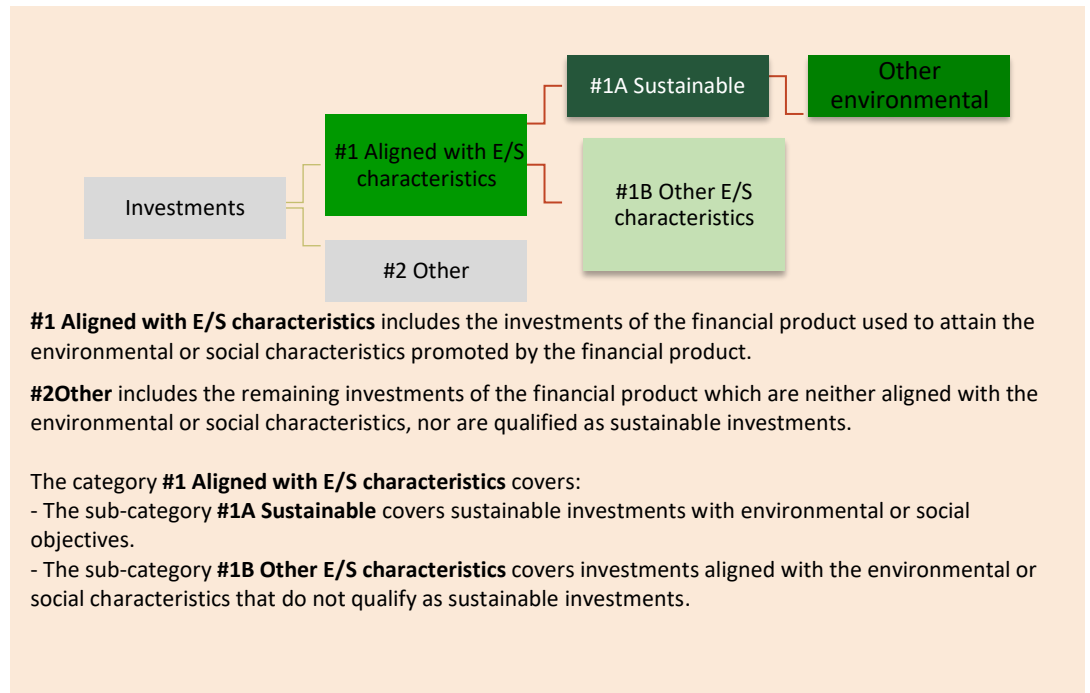 #1A Sustainable
Other
environmental
#1 Aligned with E/S
characteristics
#1B Other E/S
characteristics
Investments
#2 Other
#1 Aligned with E/S characteristics includes the investments of the financial product used to attain the
environmental or social characteristics promoted by the financial product.
#2Other includes the remaining investments of the financial product which are neither aligned with the
environmental or social characteristics, nor are qualified as sustainable investments.
The category #1 Aligned with E/S characteristics covers:
- The sub-category #1A Sustainable covers sustainable investments with environmental or social
objectives.
- The sub-category #1B Other E/S characteristics covers investments aligned with the environmental or
social characteristics that do not qualify as sustainable investments.